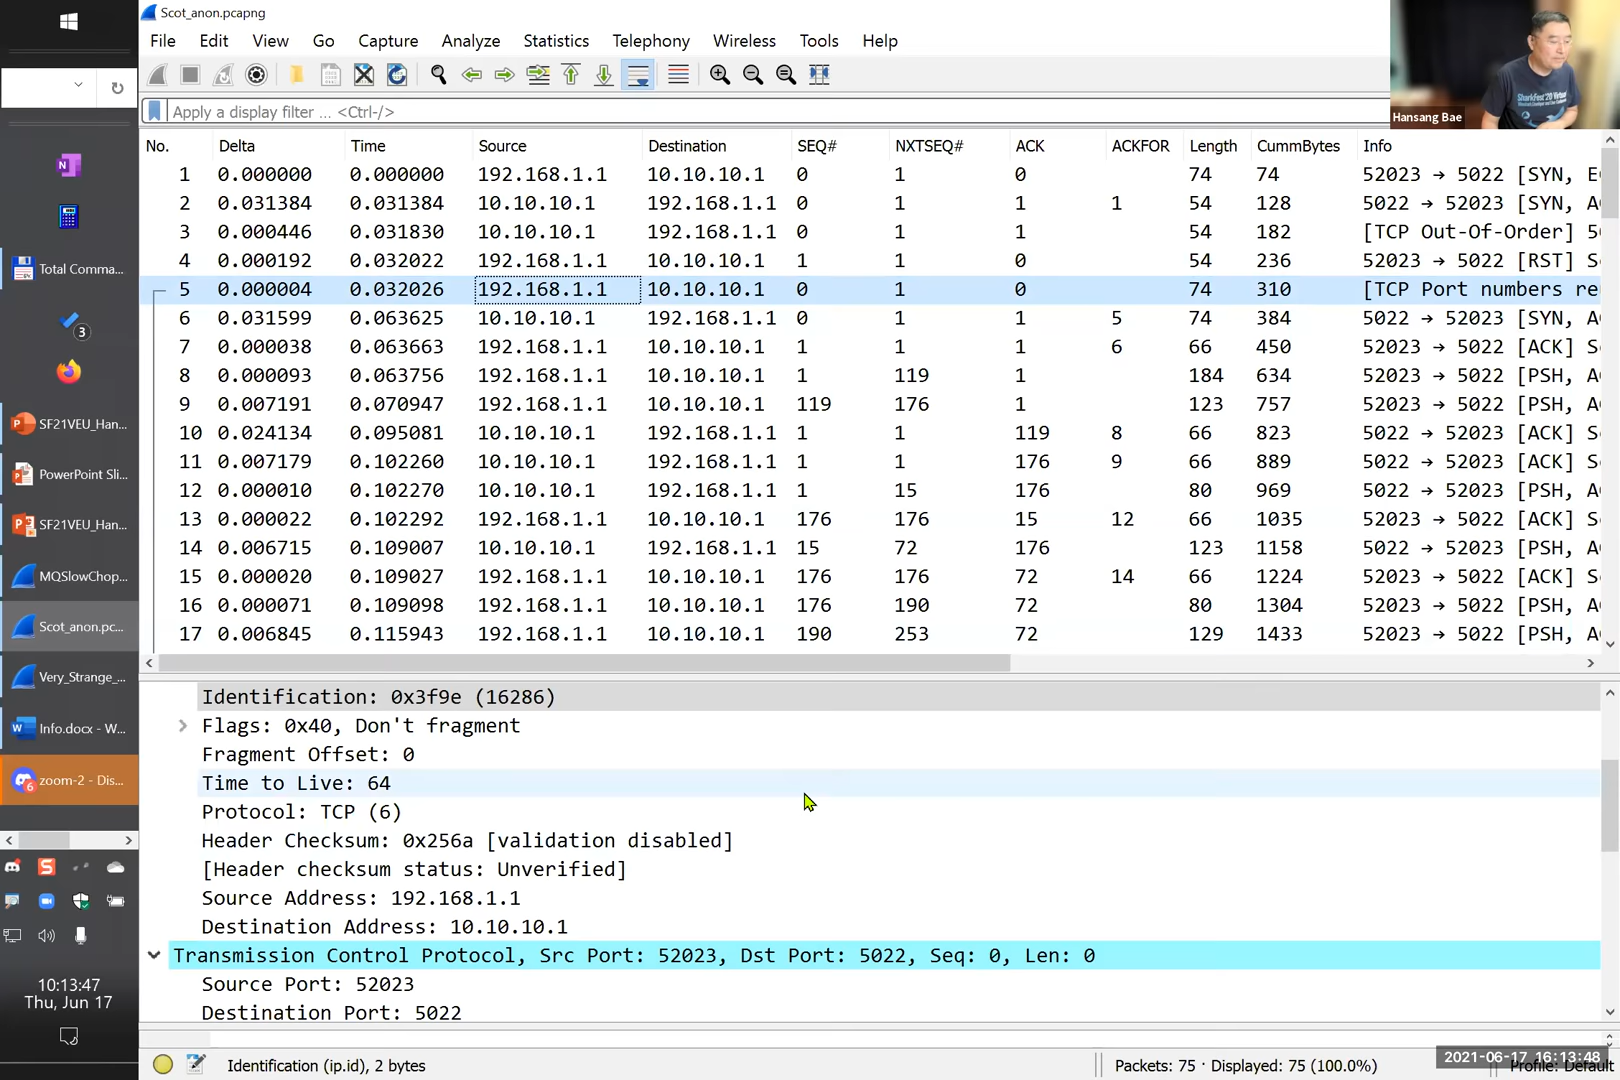 Scot_anon.pcapng
File Edit View Go Capture Analyze Statistics Telephony Wireless Tools Help
Apply a display filter ... <Ctrl-/>
Hansang Bae
SharkFest'20 Virtual
No. Delta Time Source Destination SEQ# NXTSEQ# ACK ACKFOR Length CummBytes Info
1 0.000000 0.000000 192.168.1.1 10.10.10.1 0 1 0 74 74 52023 → 5022 [SYN, E
2 0.031384 0.031384 10.10.10.1 192.168.1.1 0 1 1 1 54 128 5022 → 52023 [SYN, A
3 0.000446 0.031830 10.10.10.1 192.168.1.1 0 1 1 54 182 [TCP Out-Of-Order] 5
4 0.000192 0.032022 192.168.1.1 10.10.10.1 1 1 0 54 236 52023 → 5022 [RST] S
5 0.000004 0.032026 192.168.1.1 10.10.10.1 0 1 0 74 310 [TCP Port numbers re
6 0.031599 0.063625 10.10.10.1 192.168.1.1 0 1 1 5 74 384 5022 → 52023 [SYN, A
7 0.000038 0.063663 192.168.1.1 10.10.10.1 1 1 1 6 66 450 52023 → 5022 [ACK] S
8 0.000093 0.063756 192.168.1.1 10.10.10.1 1 119 1 184 634 52023 → 5022 [PSH, A
9 0.007191 0.070947 192.168.1.1 10.10.10.1 119 176 1 123 757 52023 → 5022 [PSH, A
10 0.024134 0.095081 10.10.10.1 192.168.1.1 1 1 119 8 66 823 5022 → 52023 [ACK] S
11 0.007179 0.102260 10.10.10.1 192.168.1.1 1 1 176 9 66 889 5022 → 52023 [ACK] S
12 0.000010 0.102270 10.10.10.1 192.168.1.1 1 15 176 80 969 5022 → 52023 [PSH, A
13 0.000022 0.102292 192.168.1.1 10.10.10.1 176 176 15 12 66 1035 52023 → 5022 [ACK] S
14 0.006715 0.109007 10.10.10.1 192.168.1.1 15 72 176 123 1158 5022 → 52023 [PSH, A
15 0.000020 0.109027 192.168.1.1 10.10.10.1 176 176 72 14 66 1224 52023 → 5022 [ACK] S
16 0.000071 0.109098 192.168.1.1 10.10.10.1 176 190 72 80 1304 52023 → 5022 [PSH, A
17 0.006845 0.115943 192.168.1.1 10.10.10.1 190 253 72 129 1433 52023 → 5022 [PSH, A
Identification: 0x3f9e (16286)
Flags: 0x40, Don't fragment
Fragment Offset: 0
Time to Live: 64
Protocol: TCP (6)
Header Checksum: 0x256a [validation disabled]
[Header checksum status: Unverified]
Source Address: 192.168.1.1
Destination Address: 10.10.10.1
Transmission Control Protocol, Src Port: 52023, Dst Port: 5022, Seq: 0, Len: 0
Source Port: 52023
Destination Port: 5022
Identification (ip.id), 2 bytes
Packets: 75 · Displayed: 75 (100.0%)
Profile: Default
2021-06-17 16:13:48
Total Comma...
3
SF21VEU_Han...
PowerPoint Sli...
SF21VEU_Han...
MQSlowChop...
Scot_anon.pc...
Very_Strange_...
Info.docx - W...
zoom-2 - Dis...
6
10:13:47
Thu, Jun 17